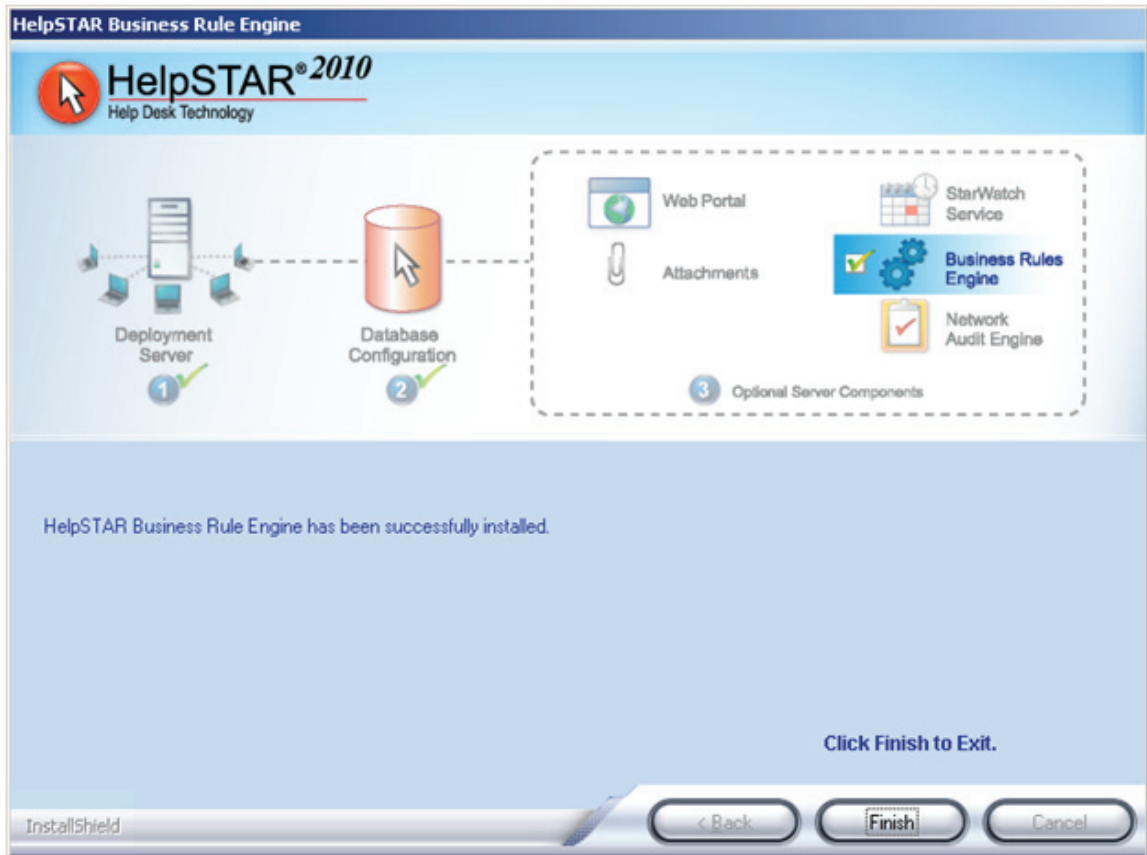 HelpSTAR Business Rule Engine
HelpSTAR® 2010
Help Desk Technology
Web Portal
StarWatch
Service
Attachments
Business Rules
Engine
Network
Audit Engine
Deployment
Server
1
Database
Configuration
2
3 Optional Server Components
HelpSTAR Business Rule Engine has been successfully installed.
Click Finish to Exit.
InstallShield
< Back
Finish
Cancel